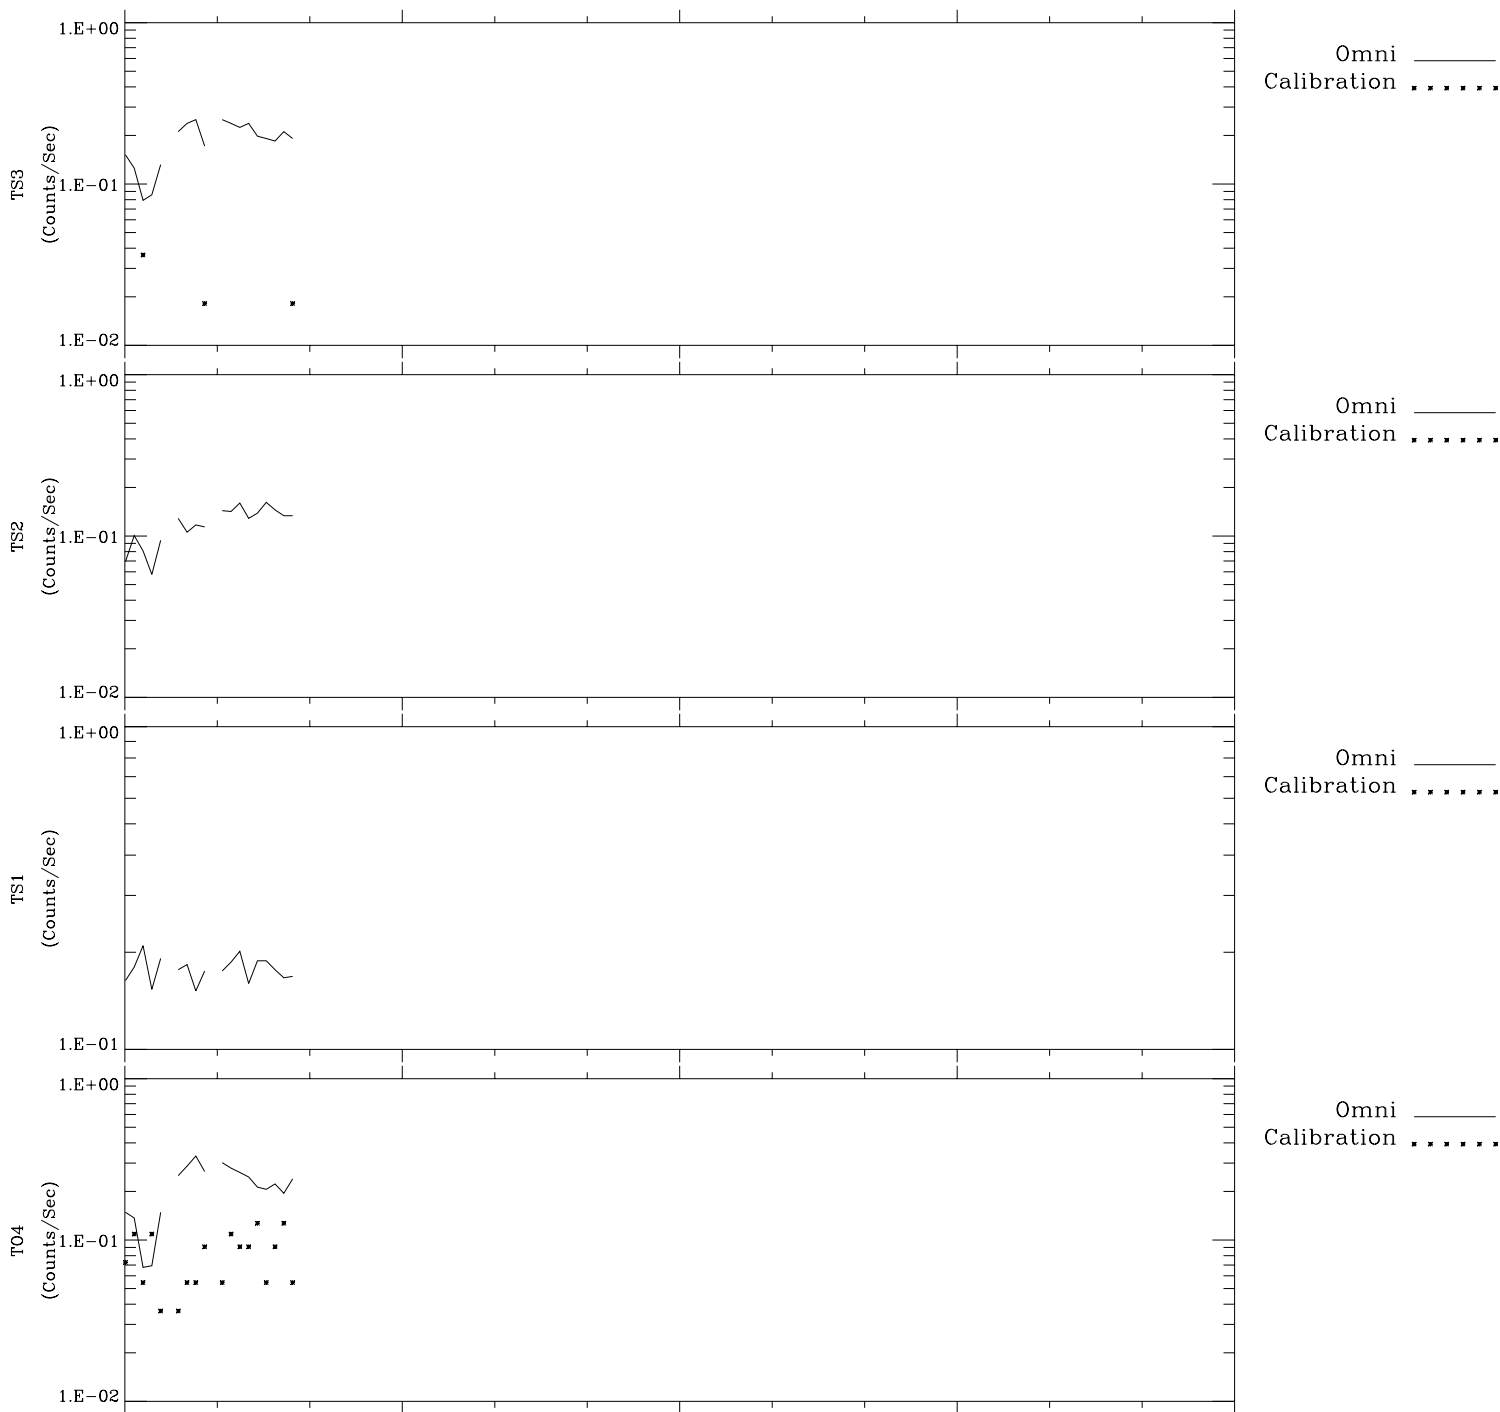 1.E+00
TS3
(Counts/Sec)
1.E-01
1.E-02
Omni
Calibration
1.E+00
TS2
(Counts/Sec)
1.E-01
1.E-02
Omni
Calibration
1.E+00
TS1
(Counts/Sec)
1.E-01
Omni
Calibration
1.E+00
TO4
(Counts/Sec)
1.E-01
1.E-02
Omni
Calibration